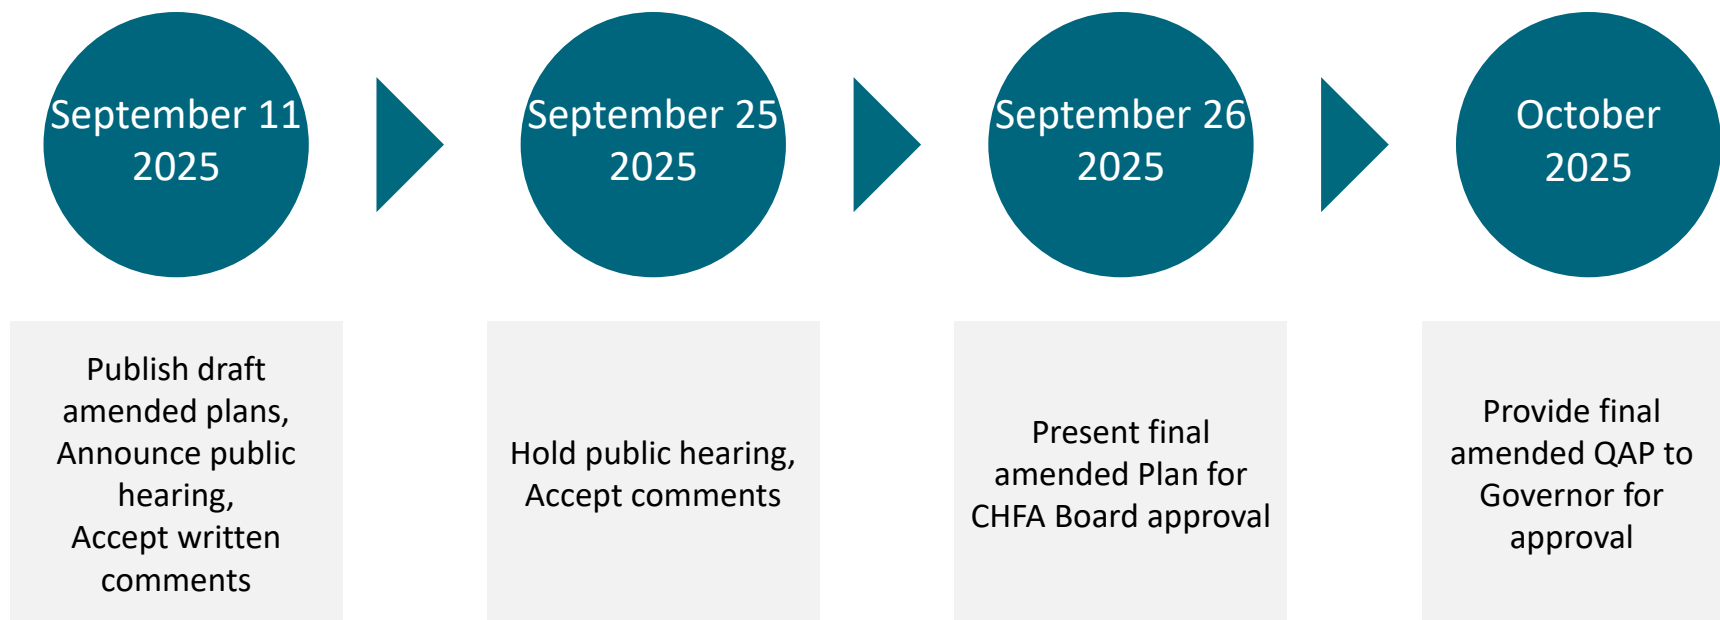 September 11
2025
September 25
2025
September 26
2025
October
2025
Publish draft
amended plans,
Announce public
hearing,
Accept written
comments
Hold public hearing,
Accept comments
Present final
amended Plan for
CHFA Board approval
Provide final
amended QAP to
Governor for
approval